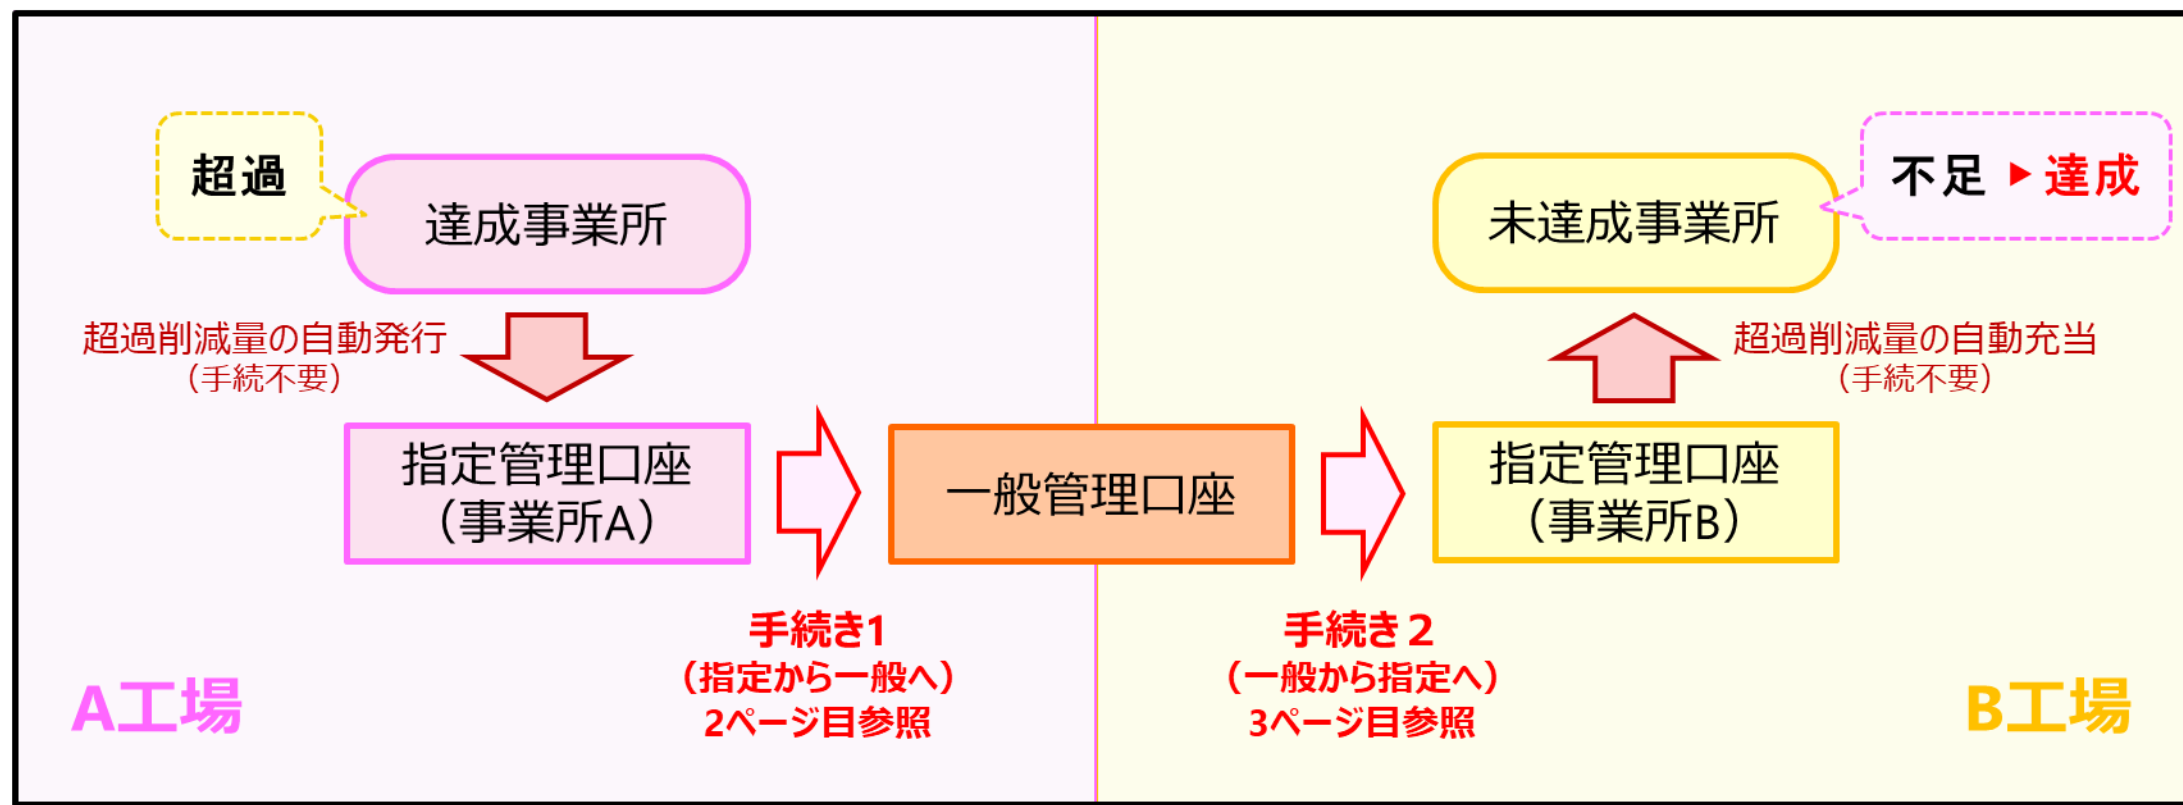 超過
達成事業所
超過削減量の自動発行
（手続不要）
指定管理口座
（事業所A）
手続き1
（指定から一般へ）
2ページ目参照
A工場
一般管理口座
不足 ▶ 達成
未達成事業所
超過削減量の自動充当
（手続不要）
指定管理口座
（事業所B）
手続き２
（一般から指定へ）
3ページ目参照
B工場